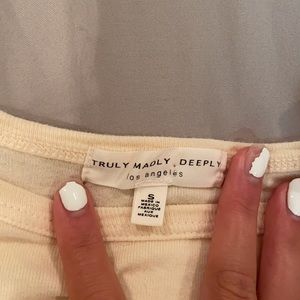 TRULY MADLY DEEPLY
los angeles
S
MADE IN
MEXICO
FABRIQUE
AUX
MEXIQUE